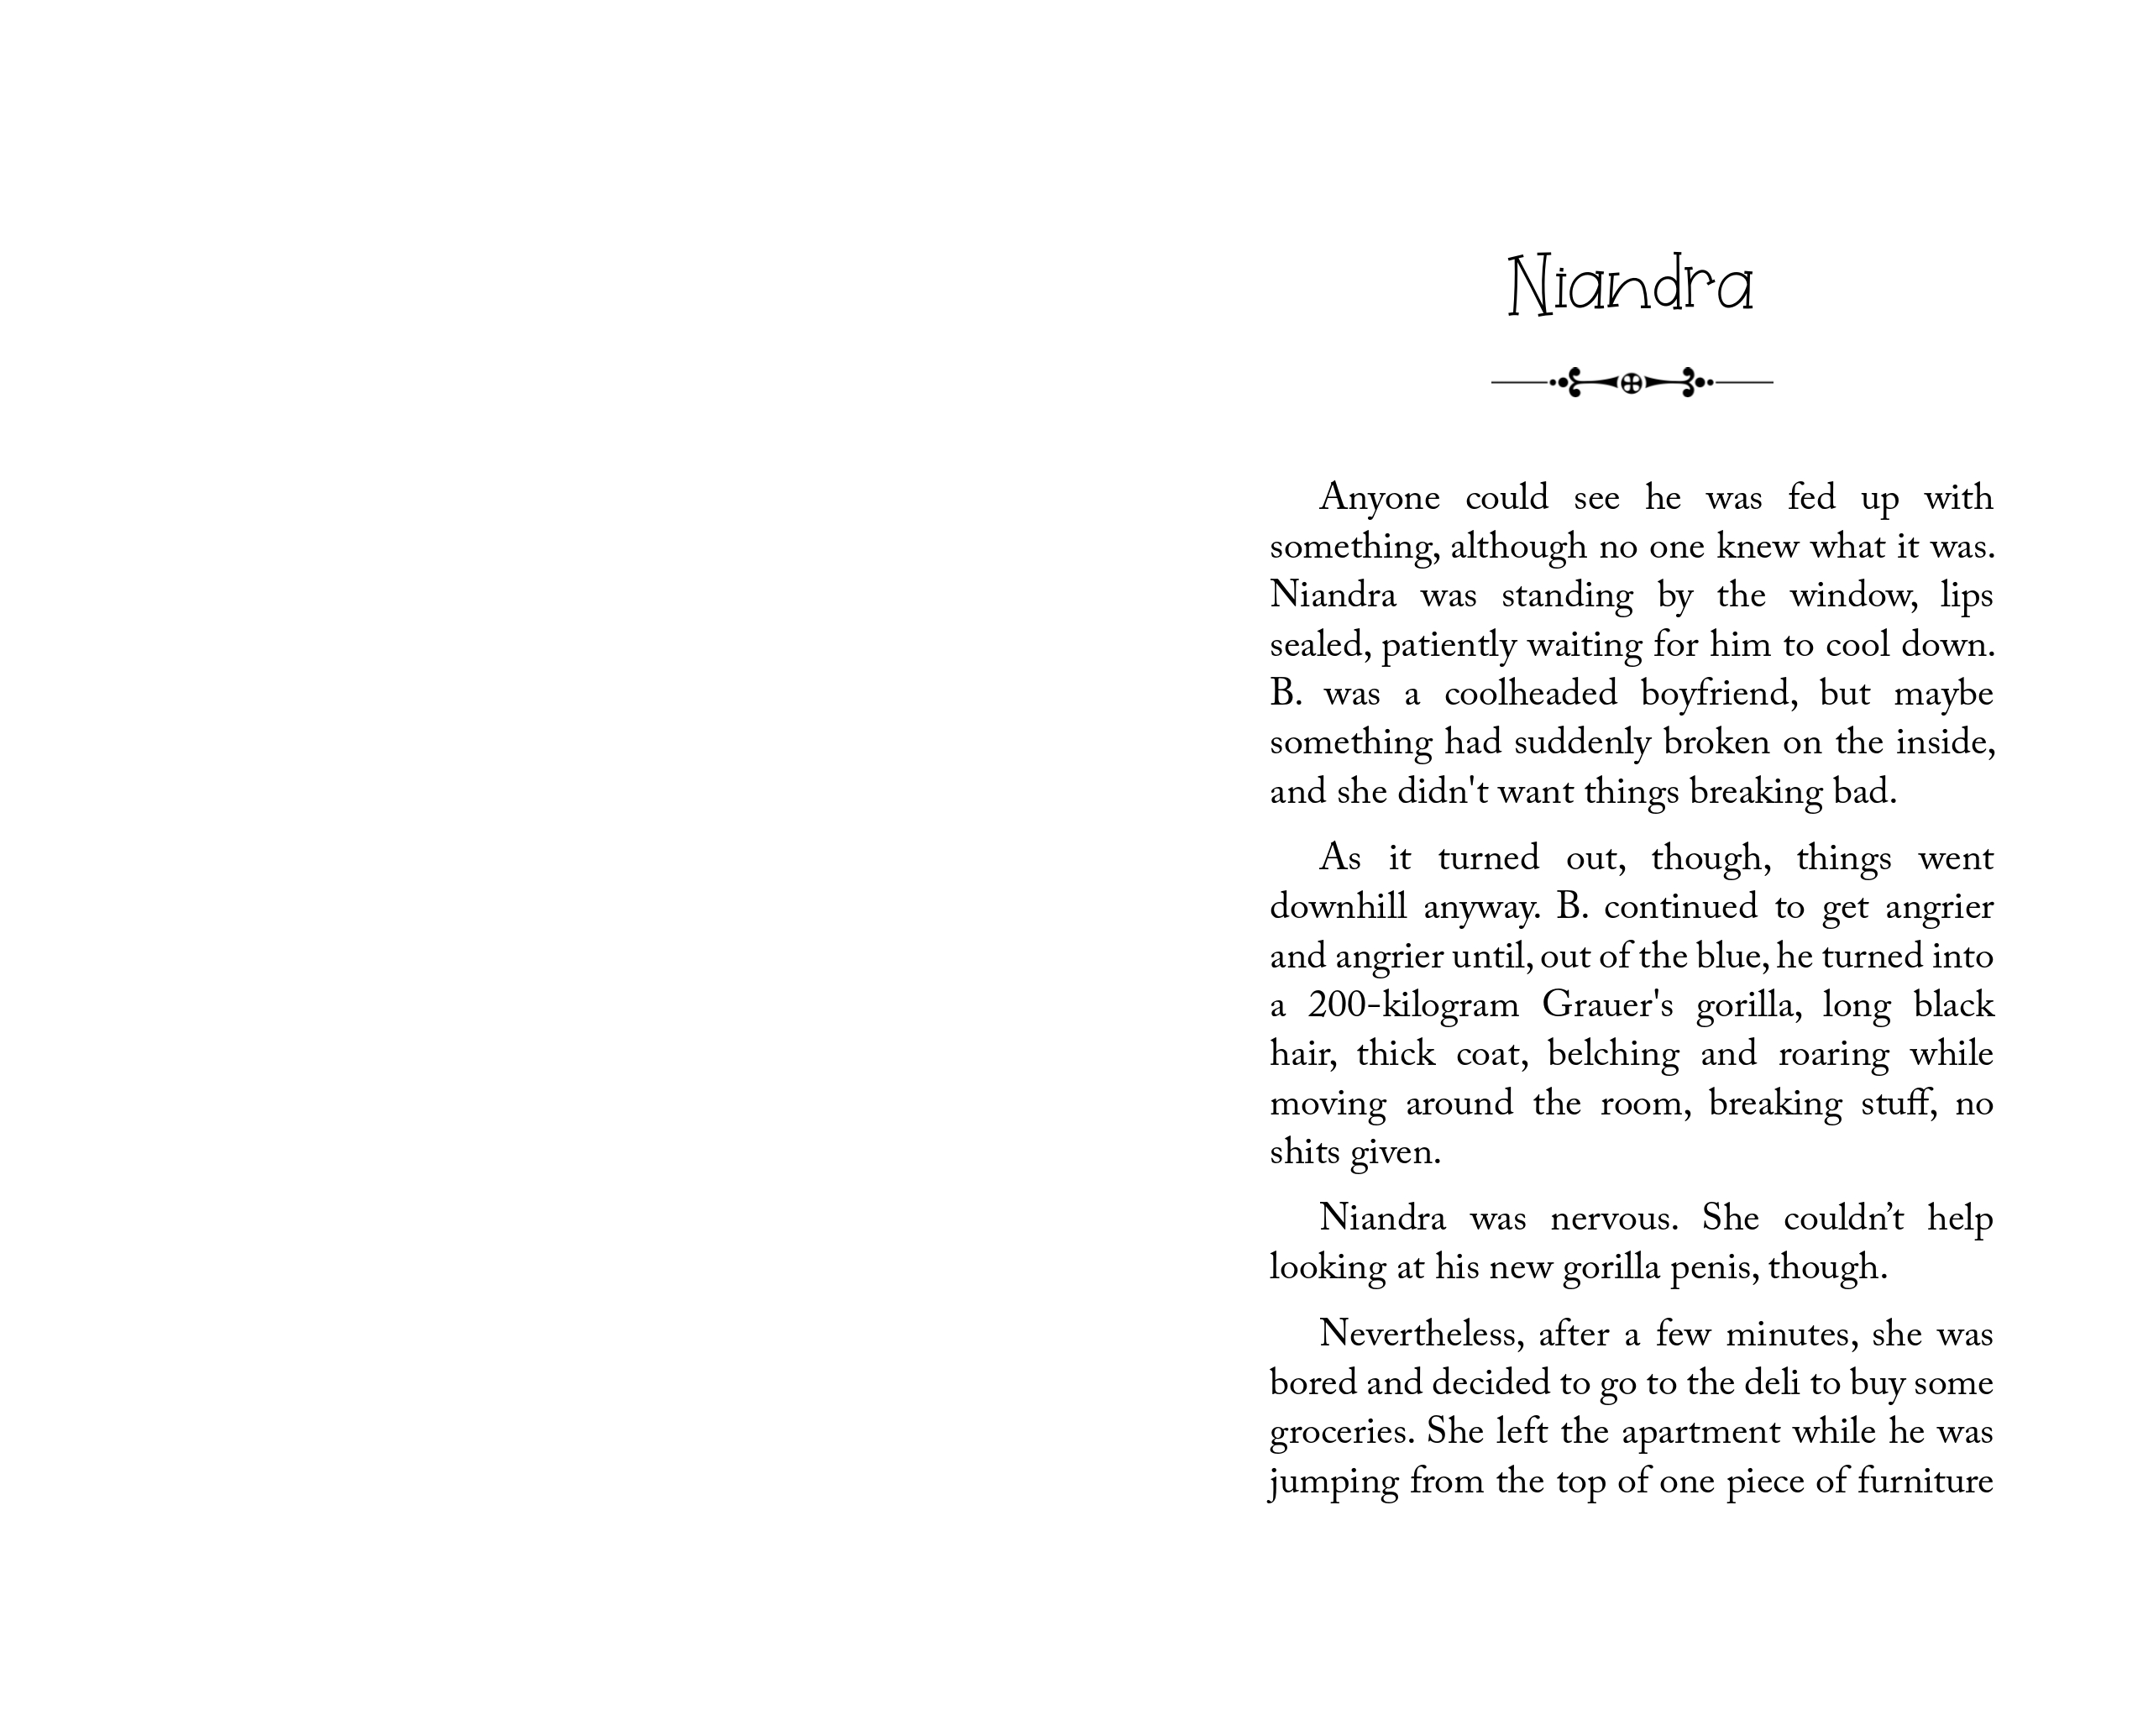 Niandra
Anyone could see he was fed up with
something, although no one knew what it was.
Niandra was standing by the window, lips
sealed, patiently waiting for him to cool down.
B. was a coolheaded boyfriend, but maybe
something had suddenly broken on the inside,
and she didn't want things breaking bad.
As it turned out, though, things went
downhill anyway. B. continued to get angrier
and angrier until, out of the blue, he turned into
a 200-kilogram Grauer's gorilla, long black
hair, thick coat, belching and roaring while
moving around the room, breaking stuff, no
shits given.
Niandra was nervous. She couldn’t help
looking at his new gorilla penis, though.
Nevertheless, after a few minutes, she was
bored and decided to go to the deli to buy some
groceries. She left the apartment while he was
jumping from the top of one piece of furniture